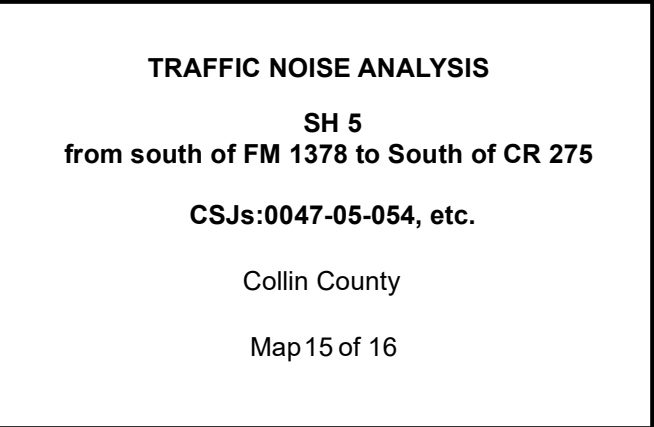 TRAFFIC NOISE ANALYSIS
SH 5
from south of FM 1378 to South of CR 275
CSJs:0047-05-054, etc.
Collin County
Map 15 of 16